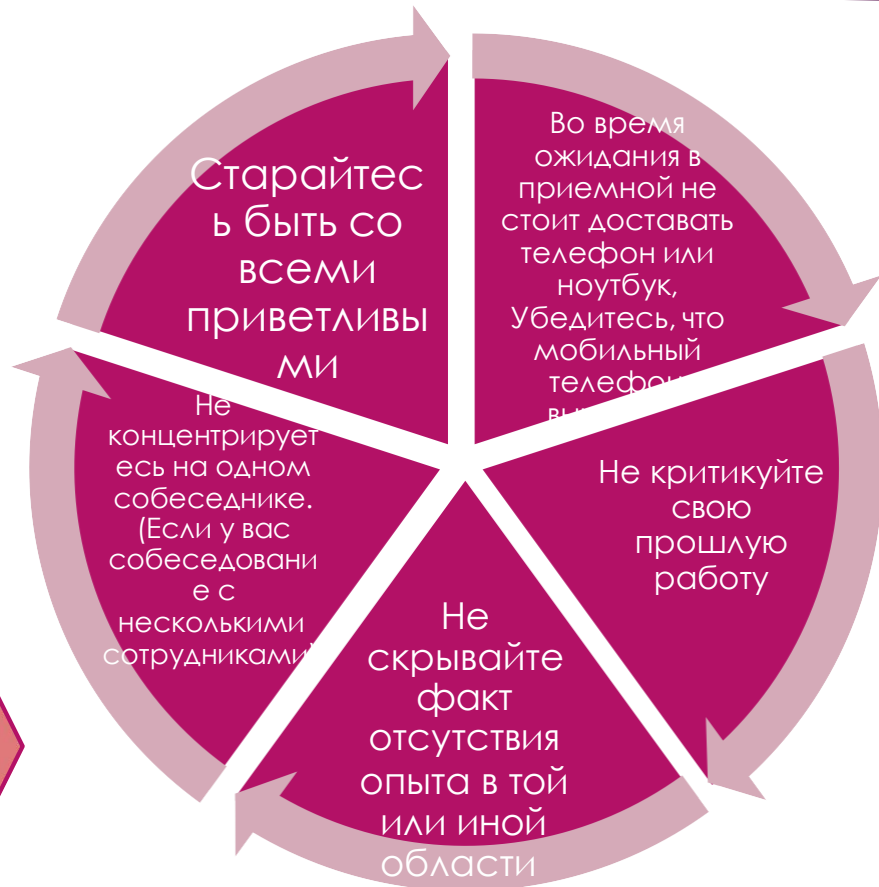 Во время
ожидания в
приемной не
стоит доставать
телефон или
ноутбук,
Убедитесь, что
мобильный
телефон
Не критикуйте
свою
прошлую
работу
Не
скрывайте
факт
отсутствия
опыта в той
или иной
области
Не
концентрирует
есь на одном
собеседнике.
(Если у вас
собеседовани
е с
несколькими
сотрудниками)
Старайтес
ь быть со
всеми
приветливы
ми